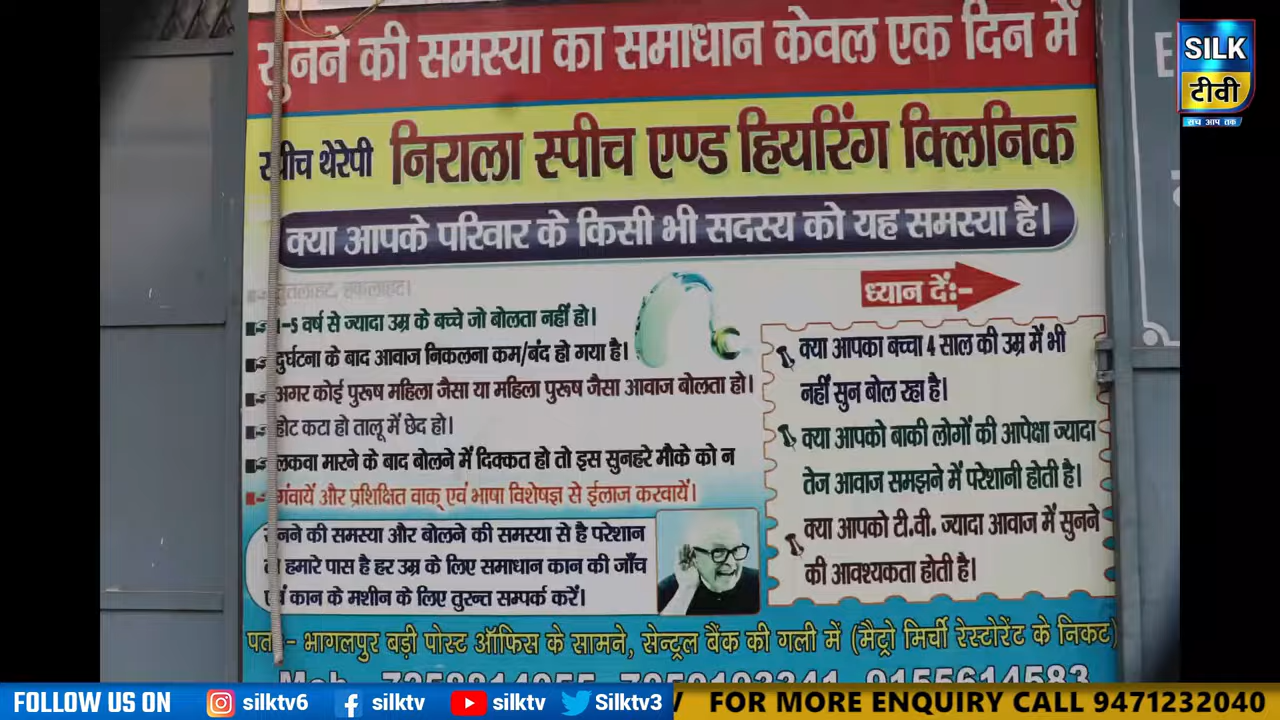 सुनने की समस्या का समाधान केवल एक दिन में
स्पीच थेरेपी निराला स्पीच एण्ड हियरिंग क्लिनिक
क्या आपके परिवार के किसी भी सदस्य को यह समस्या है।
1-5 वर्ष से ज्यादा उम्र के बच्चे जो बोलता नहीं हो।
दुर्घटना के बाद आवाज निकलना कम/बंद हो गया है।
अगर कोई पुरूष महिला जैसा या महिला पुरूष जैसा आवाज बोलता हो।
होट कटा हो तालू में छेद हो।
लकवा मारने के बाद बोलने में दिक्कत हो तो इस सुनहरे मौके को न
गंवायें और प्रशिक्षित वाक् एवं भाषा विशेषज्ञ से ईलाज करवायें।
सुनने की समस्या और बोलने की समस्या से है परेशान
हमारे पास है हर उम्र के लिए समाधान कान की जाँच
एवं कान के मशीन के लिए तुरन्त सम्पर्क करें।
ध्यान दें:-
क्या आपका बच्चा 4 साल की उम्र में भी
नहीं सुन बोल रहा है।
क्या आपको बाकी लोगों की आपेक्षा ज्यादा
तेज आवाज समझने में परेशानी होती है।
क्या आपको टी.वी. ज्यादा आवाज में सुनने
की आवश्यकता होती है।
पता:- भागलपुर बड़ी पोस्ट ऑफिस के सामने, सेन्ट्रल बैंक की गली में (मैट्रो मिर्ची रेस्टोरेंट के निकट)
Mob.
SILK
टीवी
सच आप तक
FOLLOW US ON silktv6 silktv silktv Silktv3 V FOR MORE ENQUIRY CALL 9471232040